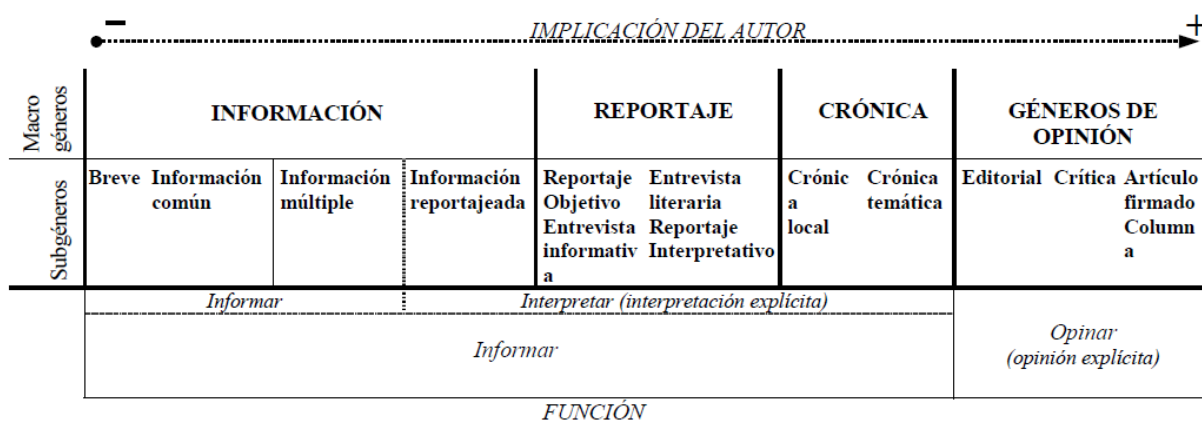 − IMPLICACIÓN DEL AUTOR +
Macro
géneros
INFORMACIÓN
REPORTAJE
CRÓNICA
GÉNEROS DE
OPINIÓN
Subgéneros
Breve
Información
común
Información
múltiple
Información
reportajeada
Reportaje
Objetivo
Entrevista
informativ
a
Entrevista
literaria
Reportaje
Interpretativo
Crónic
a
local
Crónica
temática
Editorial
Crítica
Artículo
firmado
Column
a
Informar
Interpretar (interpretación explícita)
Informar
Opinar
(opinión explícita)
FUNCIÓN